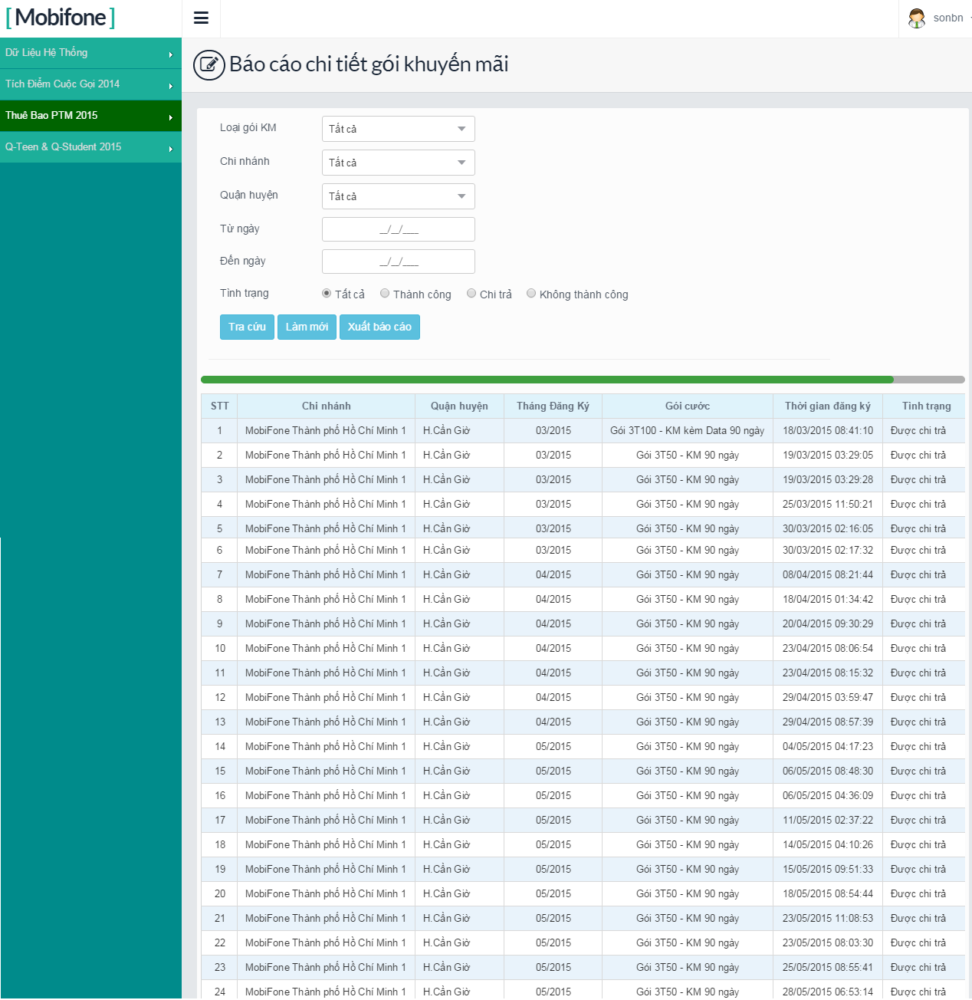 [ Mobifone ]
sonbn
Dữ Liệu Hệ Thống
Tích Điểm Cuộc Gọi 2014
Thuê Bao PTM 2015
Q-Teen & Q-Student 2015
Báo cáo chi tiết gói khuyến mãi
Loại gói KM Tất cả
Chi nhánh Tất cả
Quận huyện Tất cả
Từ ngày __/__/____
Đến ngày __/__/____
Tình trạng Tất cả Thành công Chi trả Không thành công
Tra cứu Làm mới Xuất báo cáo
STT Chi nhánh Quận huyện Tháng Đăng Ký Gói cước Thời gian đăng ký Tình trạng
1 MobiFone Thành phố Hồ Chí Minh 1 H.Cần Giờ 03/2015 Gói 3T100 - KM kèm Data 90 ngày 18/03/2015 08:41:10 Được chi trả
2 MobiFone Thành phố Hồ Chí Minh 1 H.Cần Giờ 03/2015 Gói 3T50 - KM 90 ngày 19/03/2015 03:29:05 Được chi trả
3 MobiFone Thành phố Hồ Chí Minh 1 H.Cần Giờ 03/2015 Gói 3T50 - KM 90 ngày 19/03/2015 03:29:28 Được chi trả
4 MobiFone Thành phố Hồ Chí Minh 1 H.Cần Giờ 03/2015 Gói 3T50 - KM 90 ngày 25/03/2015 11:50:21 Được chi trả
5 MobiFone Thành phố Hồ Chí Minh 1 H.Cần Giờ 03/2015 Gói 3T50 - KM 90 ngày 30/03/2015 02:16:05 Được chi trả
6 MobiFone Thành phố Hồ Chí Minh 1 H.Cần Giờ 03/2015 Gói 3T50 - KM 90 ngày 30/03/2015 02:17:32 Được chi trả
7 MobiFone Thành phố Hồ Chí Minh 1 H.Cần Giờ 04/2015 Gói 3T50 - KM 90 ngày 08/04/2015 08:21:44 Được chi trả
8 MobiFone Thành phố Hồ Chí Minh 1 H.Cần Giờ 04/2015 Gói 3T50 - KM 90 ngày 18/04/2015 01:34:42 Được chi trả
9 MobiFone Thành phố Hồ Chí Minh 1 H.Cần Giờ 04/2015 Gói 3T50 - KM 90 ngày 20/04/2015 09:30:29 Được chi trả
10 MobiFone Thành phố Hồ Chí Minh 1 H.Cần Giờ 04/2015 Gói 3T50 - KM 90 ngày 23/04/2015 08:06:54 Được chi trả
11 MobiFone Thành phố Hồ Chí Minh 1 H.Cần Giờ 04/2015 Gói 3T50 - KM 90 ngày 23/04/2015 08:15:32 Được chi trả
12 MobiFone Thành phố Hồ Chí Minh 1 H.Cần Giờ 04/2015 Gói 3T50 - KM 90 ngày 29/04/2015 03:59:47 Được chi trả
13 MobiFone Thành phố Hồ Chí Minh 1 H.Cần Giờ 04/2015 Gói 3T50 - KM 90 ngày 29/04/2015 08:57:39 Được chi trả
14 MobiFone Thành phố Hồ Chí Minh 1 H.Cần Giờ 05/2015 Gói 3T50 - KM 90 ngày 04/05/2015 04:17:23 Được chi trả
15 MobiFone Thành phố Hồ Chí Minh 1 H.Cần Giờ 05/2015 Gói 3T50 - KM 90 ngày 06/05/2015 08:48:30 Được chi trả
16 MobiFone Thành phố Hồ Chí Minh 1 H.Cần Giờ 05/2015 Gói 3T50 - KM 90 ngày 06/05/2015 04:36:09 Được chi trả
17 MobiFone Thành phố Hồ Chí Minh 1 H.Cần Giờ 05/2015 Gói 3T50 - KM 90 ngày 11/05/2015 02:37:22 Được chi trả
18 MobiFone Thành phố Hồ Chí Minh 1 H.Cần Giờ 05/2015 Gói 3T50 - KM 90 ngày 14/05/2015 04:10:26 Được chi trả
19 MobiFone Thành phố Hồ Chí Minh 1 H.Cần Giờ 05/2015 Gói 3T50 - KM 90 ngày 15/05/2015 09:51:33 Được chi trả
20 MobiFone Thành phố Hồ Chí Minh 1 H.Cần Giờ 05/2015 Gói 3T50 - KM 90 ngày 18/05/2015 08:54:44 Được chi trả
21 MobiFone Thành phố Hồ Chí Minh 1 H.Cần Giờ 05/2015 Gói 3T50 - KM 90 ngày 23/05/2015 11:08:53 Được chi trả
22 MobiFone Thành phố Hồ Chí Minh 1 H.Cần Giờ 05/2015 Gói 3T50 - KM 90 ngày 23/05/2015 08:03:30 Được chi trả
23 MobiFone Thành phố Hồ Chí Minh 1 H.Cần Giờ 05/2015 Gói 3T50 - KM 90 ngày 25/05/2015 08:55:41 Được chi trả
24 MobiFone Thành phố Hồ Chí Minh 1 H.Cần Giờ 05/2015 Gói 3T50 - KM 90 ngày 28/05/2015 06:53:14 Được chi trả